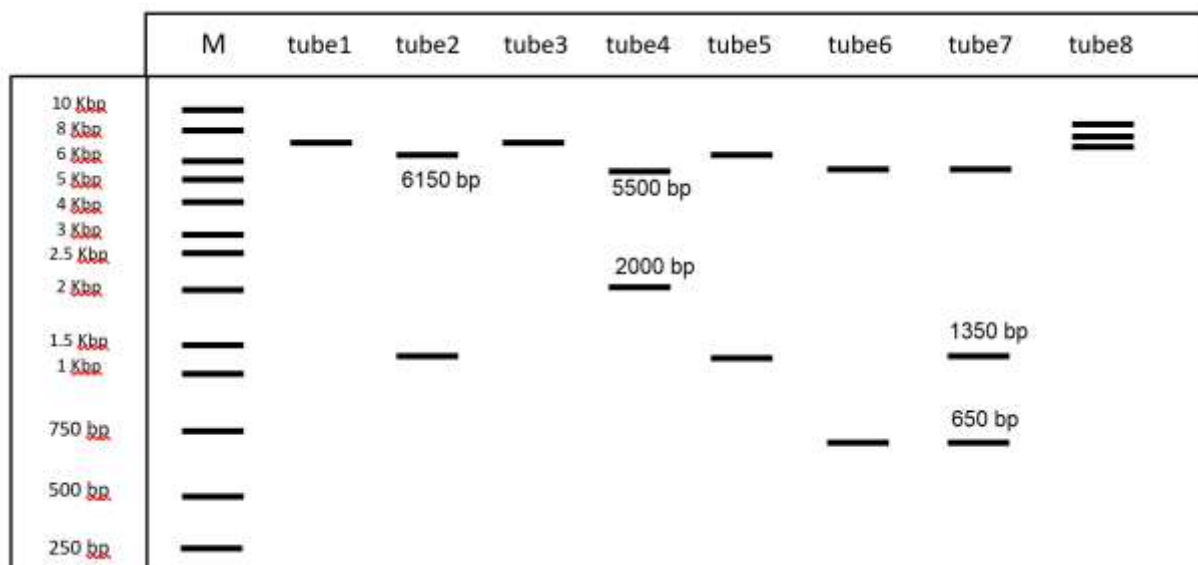 M tube1 tube2 tube3 tube4 tube5 tube6 tube7 tube8
10 Kbp
8 Kbp
6 Kbp
5 Kbp
4 Kbp
3 Kbp
2.5 Kbp
2 Kbp
1.5 Kbp
1 Kbp
750 bp
500 bp
250 bp
6150 bp
5500 bp
2000 bp
1350 bp
650 bp